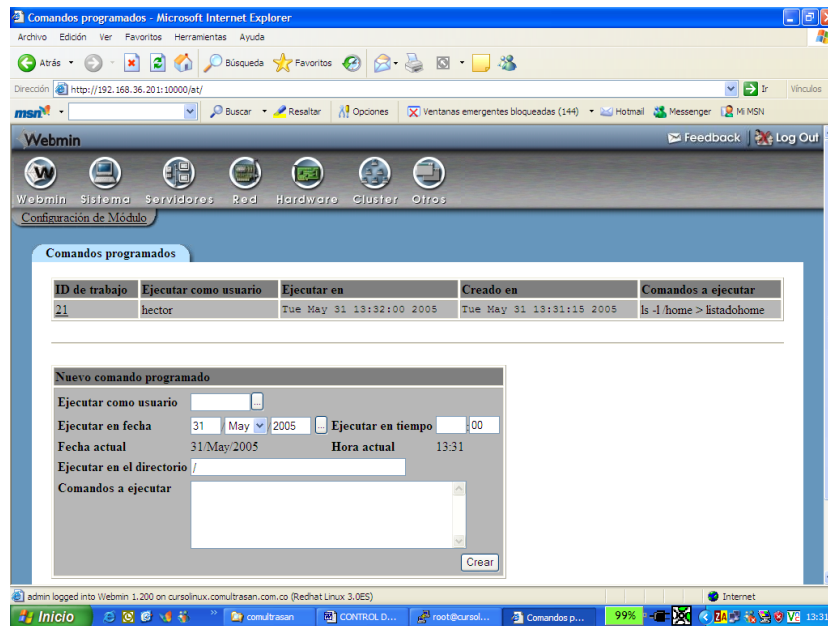 Comandos programados - Microsoft Internet Explorer
Archivo Edición Ver Favoritos Herramientas Ayuda
Atrás Búsqueda Favoritos
Dirección http://192.168.36.201:10000/at/ Ir Vínculos
msn Buscar Resaltar Opciones Ventanas emergentes bloqueadas (144) Hotmail Messenger Mi MSN
Webmin Feedback Log Out
Webmin Sistema Servidores Red Hardware Cluster Otros
Configuración de Módulo
Comandos programados
ID de trabajo Ejecutar como usuario Ejecutar en Creado en Comandos a ejecutar
21 hector Tue May 31 13:32:00 2005 Tue May 31 13:31:15 2005 ls -l /home > listadohome
Nuevo comando programado
Ejecutar como usuario ...
Ejecutar en fecha 31 / May / 2005 ... Ejecutar en tiempo : 00
Fecha actual 31/May/2005 Hora actual 13:31
Ejecutar en el directorio /
Comandos a ejecutar
Crear
admin logged into Webmin 1.200 on cursolinux.comultrasan.com.co (Redhat Linux 3.0ES) Internet
Inicio comultrasan CONTROL D... root@cursol... Comandos p... 99% 13:31